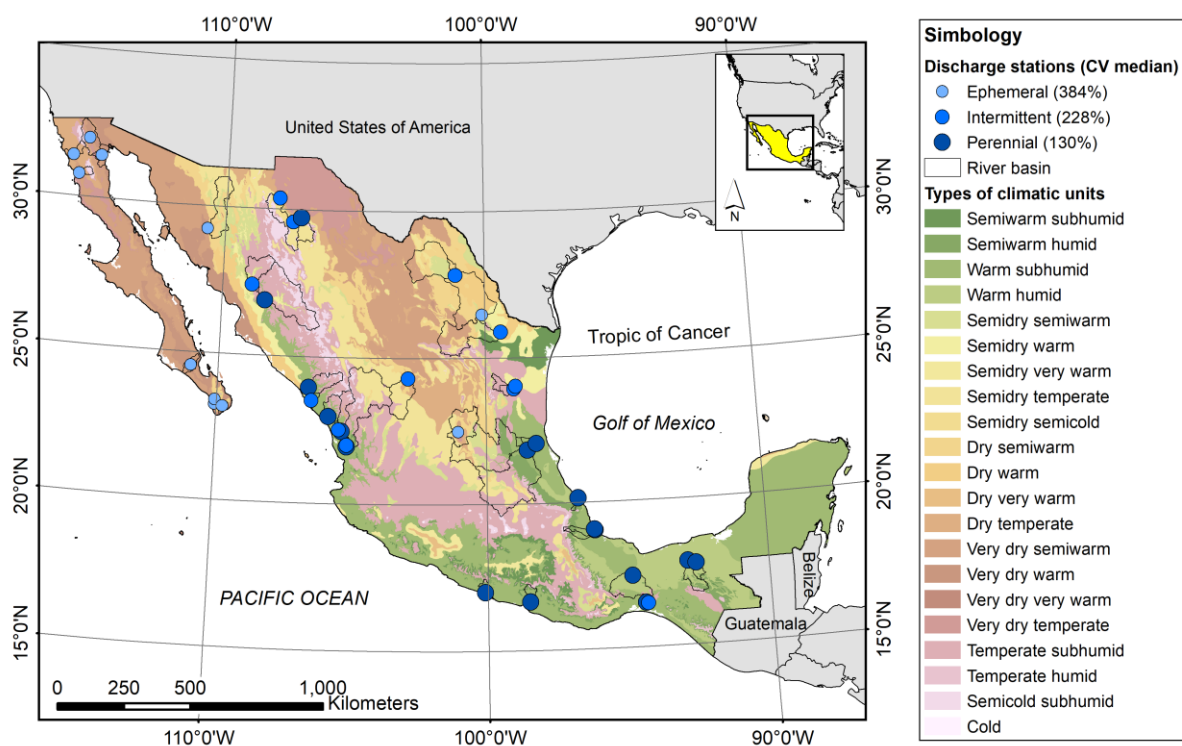 110°0'W
100°0'W
90°0'W
United States of America
N
30°0'N
30°0'N
25°0'N
Tropic of Cancer
25°0'N
Golf of Mexico
20°0'N
20°0'N
PACIFIC OCEAN
Belize
Guatemala
15°0'N
15°0'N
0
250
500
1,000
Kilometers
110°0'W
100°0'W
90°0'W
Simbology
Discharge stations (CV median)
Ephemeral (384%)
Intermittent (228%)
Perennial (130%)
River basin
Types of climatic units
Semiwarm subhumid
Semiwarm humid
Warm subhumid
Warm humid
Semidry semiwarm
Semidry warm
Semidry very warm
Semidry temperate
Semidry semicold
Dry semiwarm
Dry warm
Dry very warm
Dry temperate
Very dry semiwarm
Very dry warm
Very dry very warm
Very dry temperate
Temperate subhumid
Temperate humid
Semicold subhumid
Cold